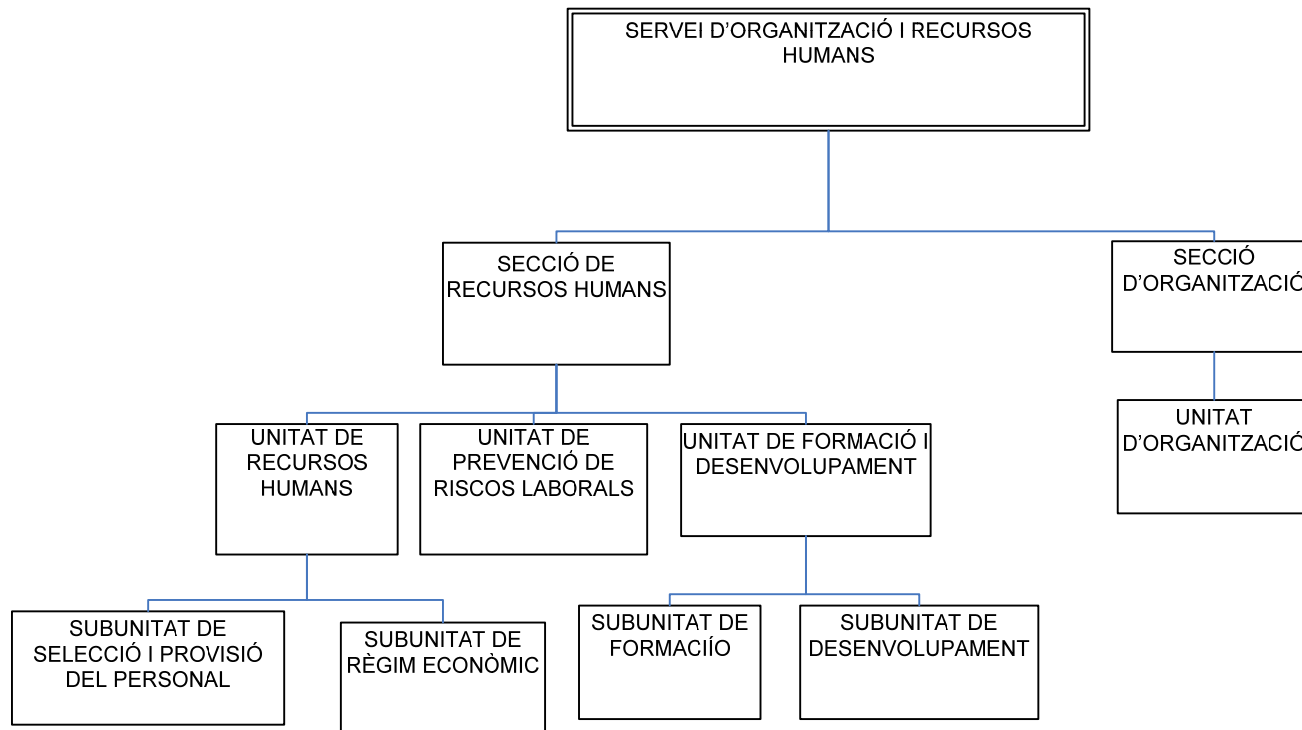 SERVEI D’ORGANITZACIÓ I RECURSOS
HUMANS
SECCIÓ DE
RECURSOS HUMANS
SECCIÓ
D’ORGANITZACIÓ
UNITAT DE
RECURSOS
HUMANS
UNITAT DE
PREVENCIÓ DE
RISCOS LABORALS
UNITAT DE FORMACIÓ I
DESENVOLUPAMENT
UNITAT
D’ORGANITZACIÓ
SUBUNITAT DE
SELECCIÓ I PROVISIÓ
DEL PERSONAL
SUBUNITAT DE
RÈGIM ECONÒMIC
SUBUNITAT DE
FORMACIÍO
SUBUNITAT DE
DESENVOLUPAMENT